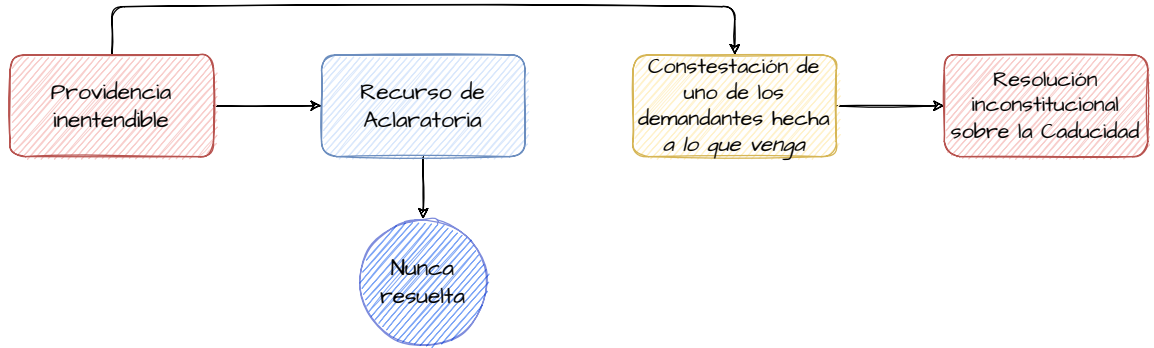 Providencia
inentendible
Recurso de
Aclaratoria
Constestación de
uno de los
demandantes hecha
a lo que venga
Resolución
inconstitucional
sobre la Caducidad
Nunca
resuelta